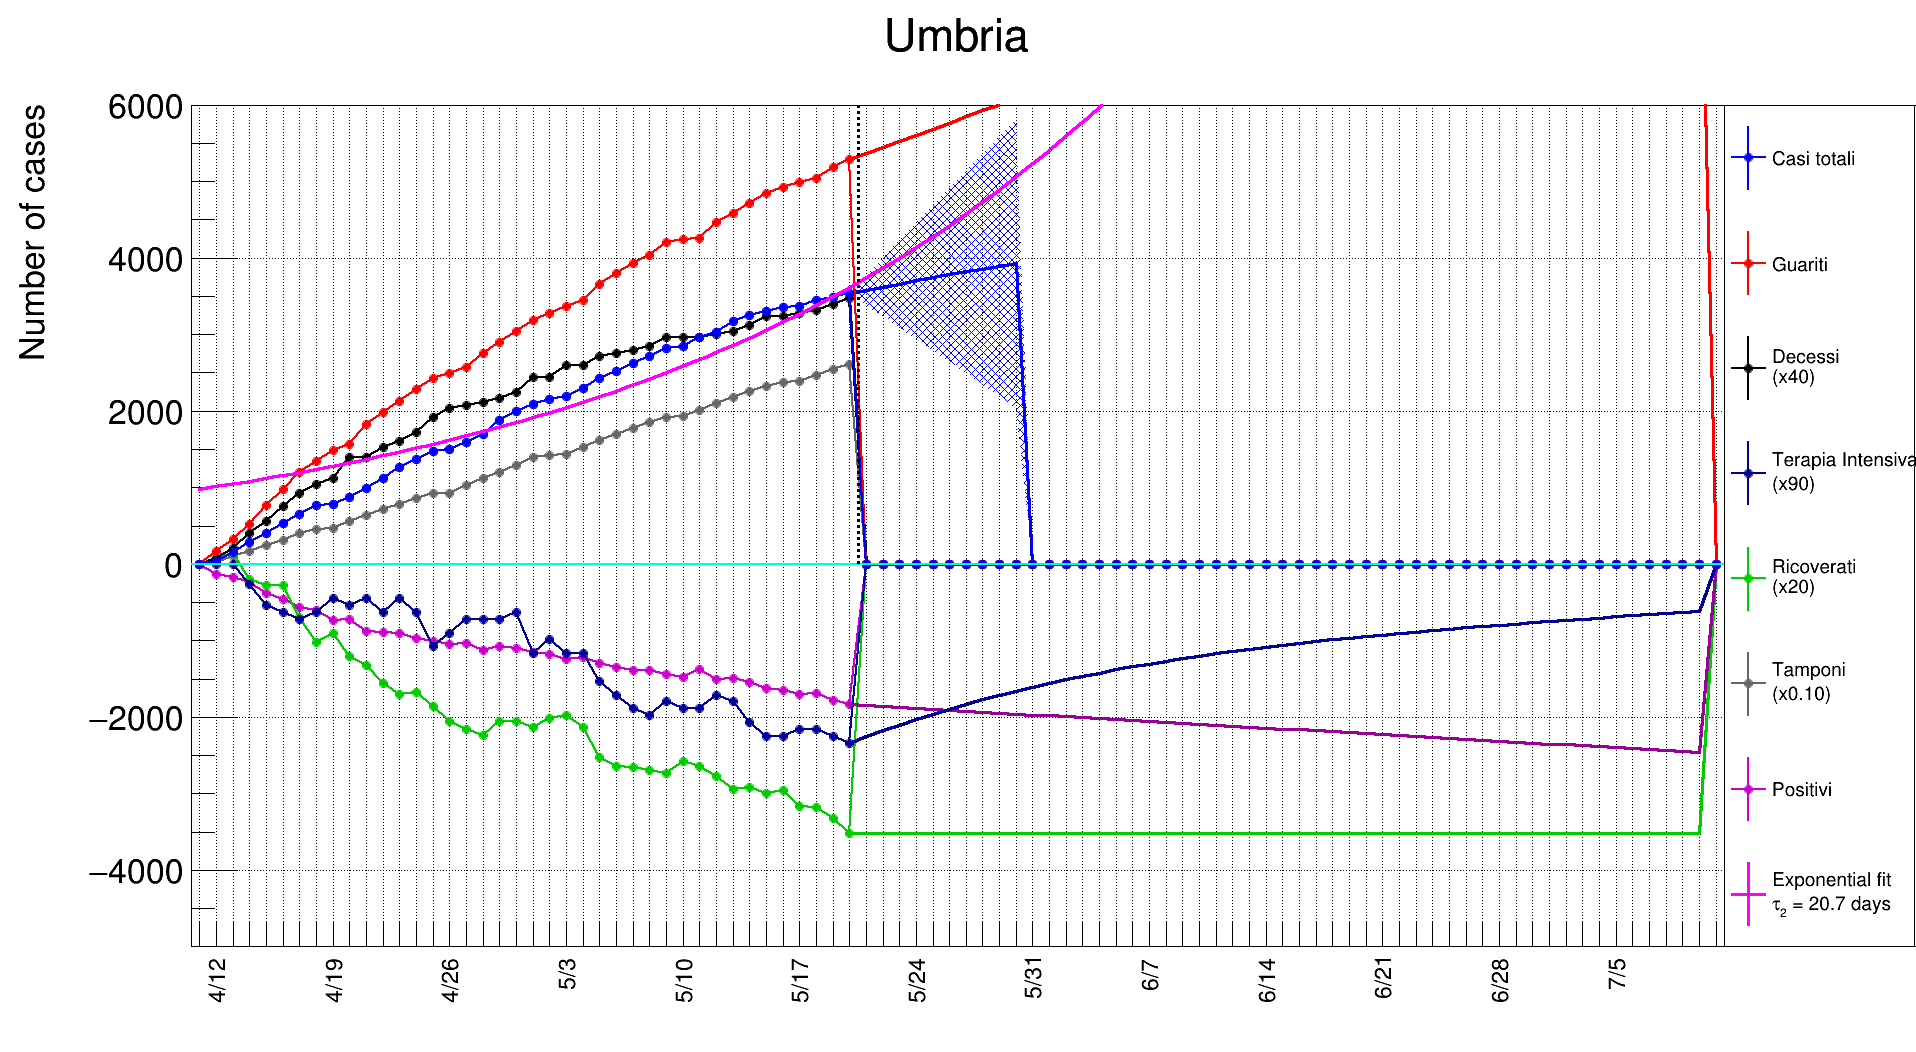 Umbria
Number of cases
6000
4000
2000
0
−2000
−4000
4/12
4/19
4/26
5/3
5/10
5/17
5/24
5/31
6/7
6/14
6/21
6/28
7/5
Casi totali
Guariti
Decessi
(x40)
Terapia Intensiva
(x90)
Ricoverati
(x20)
Tamponi
(x0.10)
Positivi
Exponential fit
τ2 = 20.7 days